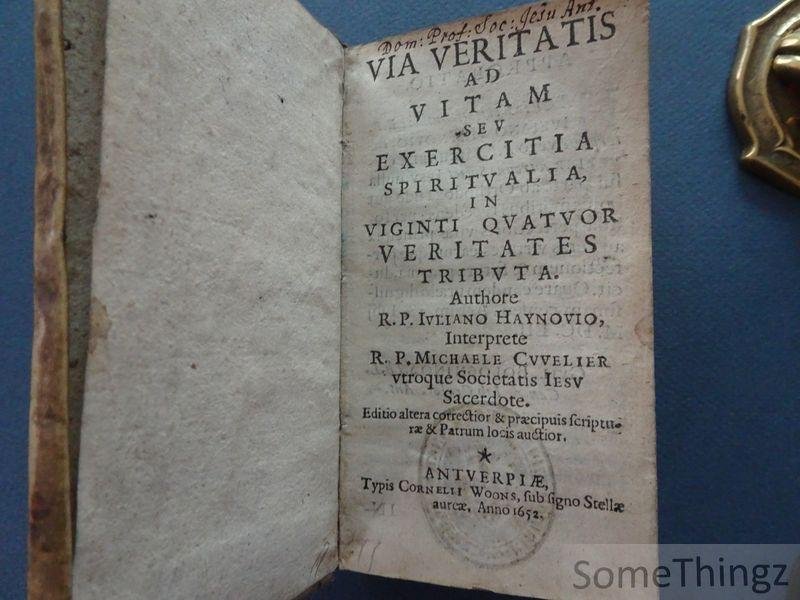 Dom: Prof: Soc: Jesu Ant.
VIA VERITATIS
AD
VITAM
SEV
EXERCITIA
SPIRITVALIA,
IN
VIGINTI QVATVOR
VERITATES
TRIBVTA.
Authore
R. P. IVLIANO HAYNOVIO,
Interprete
R. P. MICHAELE CVVELIER
vtroque Societatis IESV
Sacerdote.
Editio altera correctior & præcipuis ſcriptu-
ræ & Patrum locis auctior.
ANTVERPIÆ,
Typis CORNELII WOONS, ſub ſigno Stellæ
aureæ, Anno 1652.
SomeThingz